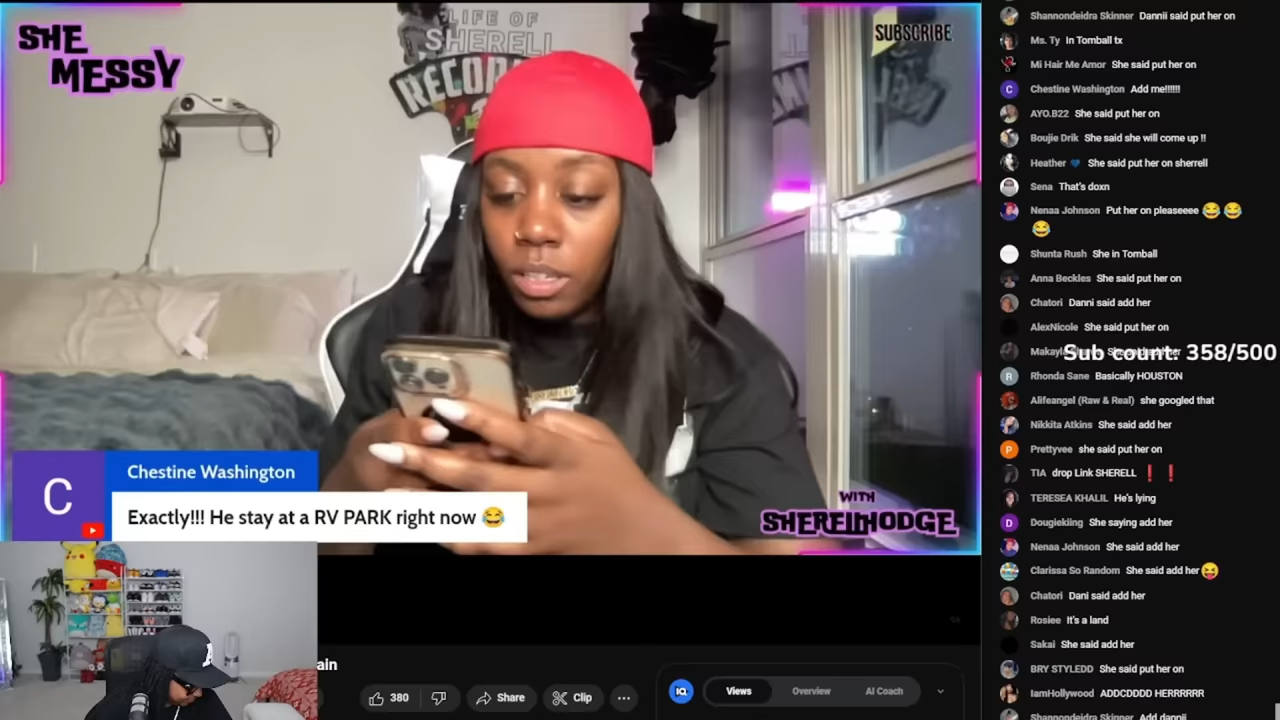 SHE
MESSY
LIFE OF
SHERELL
SUBSCRIBE
Chestine Washington
C
Exactly!!! He stay at a RV PARK right now 😂
WITH
SHERELLHODGE
ain
380
Share
Clip
IQ
Views
Overview
AI Coach
Shannondeidra Skinner Dannii said put her on
Ms. Ty In Tomball tx
Mi Hair Me Amor She said put her on
C Chestine Washington Add me!!!!!!
AYO.B22 She said put her on
Boujie Drik She said she will come up !!
Heather 💙 She said put her on sherrell
Sena That's doxn
Nenaa Johnson Put her on pleaseeee 😂 😂
😂
Shunta Rush She in Tomball
Anna Beckles She said put her on
Chatori Danni said add her
AlexNicole She said put her on
Sub count: 358/500
R Rhonda Sane Basically HOUSTON
Alifeangel (Raw & Real) she googled that
Nikkita Atkins She said add her
P Prettyvee she said put her on
TIA drop Link SHERELL ❗ ❗
TERESEA KHALIL He's lying
D Dougieking She saying add her
Nenaa Johnson She said add her
Clarissa So Random She said add her 😝
Chatori Dani said add her
Rosiee It's a land
Sakai She said add her
BRY STYLEDD She said put her on
IamHollywood ADDCDDDD HERRRRRR
Shannondeidra Skinner Add dannii